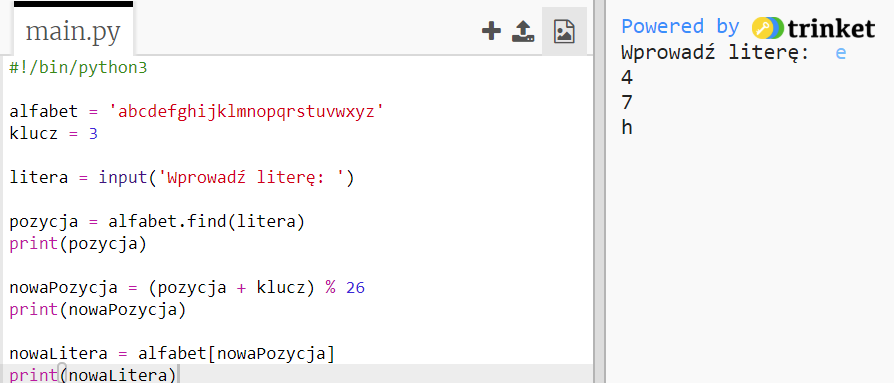 main.py
#!/bin/python3
alfabet = 'abcdefghijklmnopqrstuvwxyz'
klucz = 3
litera = input('Wprowadź literę: ')
pozycja = alfabet.find(litera)
print(pozycja)
nowaPozycja = (pozycja + klucz) % 26
print(nowaPozycja)
nowaLitera = alfabet[nowaPozycja]
print(nowaLitera)
Powered by trinket
Wprowadź literę: e
4
7
h